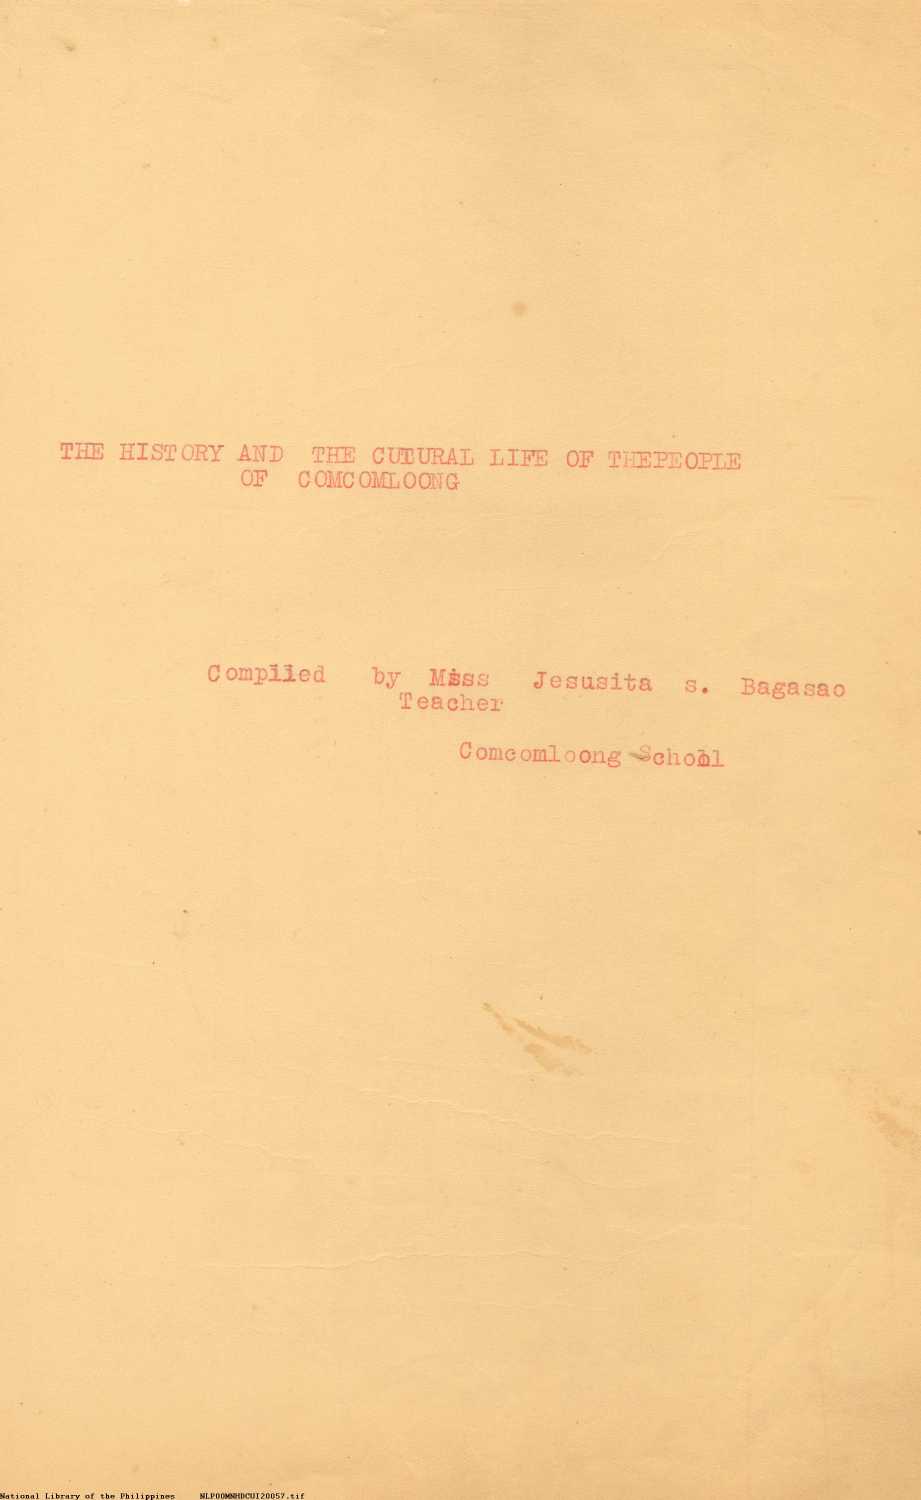 THE HISTORY AND THE CUTURAL LIFE OF THEPEOPLE
OF COMCOMLOONG
Compiled by Miss Jesusita s. Bagasao
Teacher
Comcomloong School
National Library of the Philippines NLP00MNHDCUI20057.tif